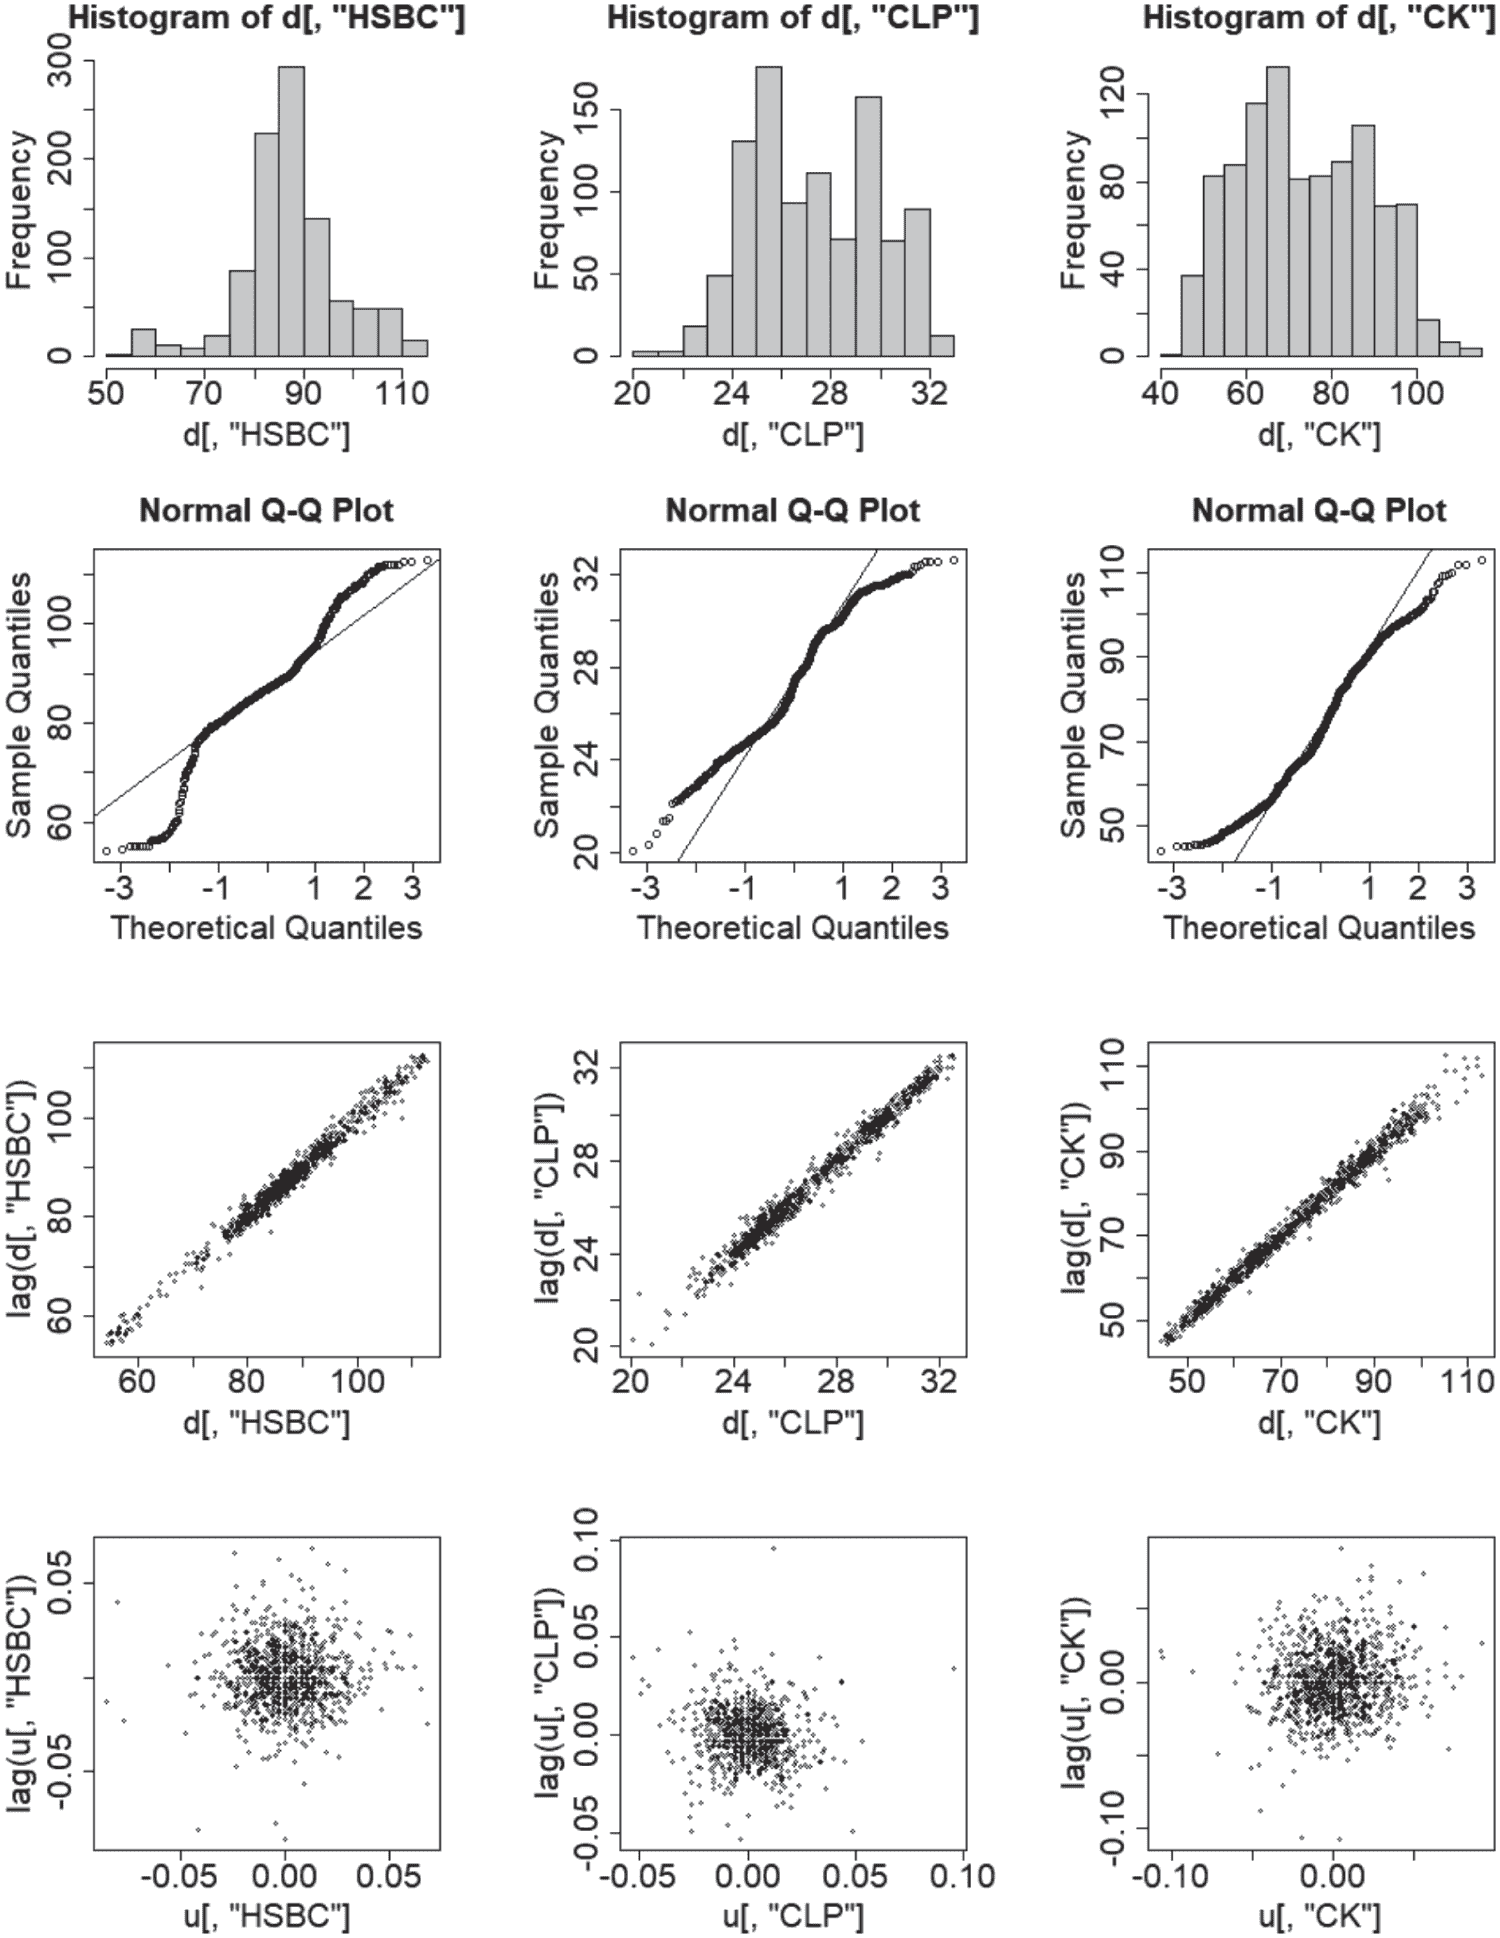 Histogram of d[, "HSBC"]
Histogram of d[, "CLP"]
Histogram of d[, "CK"]
Frequency
0 100 200 300
50 70 90 110
d[, "HSBC"]
Frequency
0 50 100 150
20 24 28 32
d[, "CLP"]
Frequency
0 40 80 120
40 60 80 100
d[, "CK"]
Normal Q-Q Plot
Sample Quantiles
60 80 100
-3 -1 1 2 3
Theoretical Quantiles
Normal Q-Q Plot
Sample Quantiles
20 24 28 32
-3 -1 1 2 3
Theoretical Quantiles
Normal Q-Q Plot
Sample Quantiles
50 70 90 110
-3 -1 1 2 3
Theoretical Quantiles
lag(d[, "HSBC"])
60 80 100
60 80 100
d[, "HSBC"]
lag(d[, "CLP"])
20 24 28 32
20 24 28 32
d[, "CLP"]
lag(d[, "CK"])
50 70 90 110
50 70 90 110
d[, "CK"]
lag(u[, "HSBC"])
-0.05 0.05
-0.05 0.00 0.05
u[, "HSBC"]
lag(u[, "CLP"])
-0.05 0.00 0.05 0.10
-0.05 0.00 0.05 0.10
u[, "CLP"]
lag(u[, "CK"])
-0.10 0.00
-0.10 0.00
u[, "CK"]